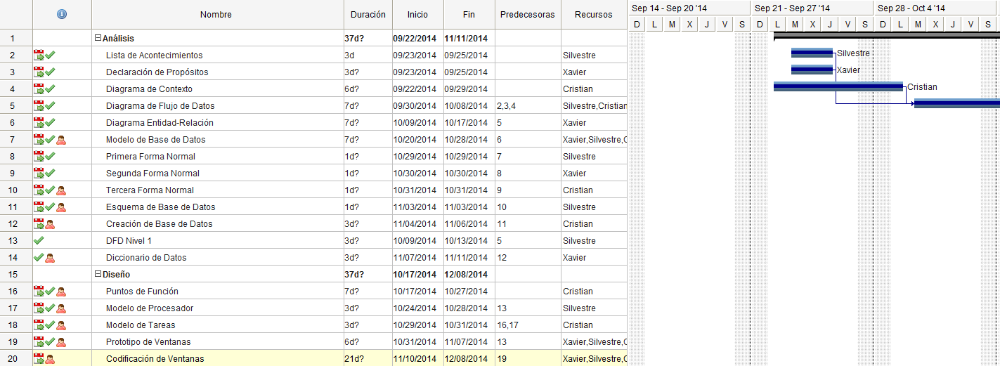 Nombre Duración Inicio Fin Predecesoras Recursos Sep 14 - Sep 20 '14 Sep 21 - Sep 27 '14 Sep 28 - Oct 4 '14
D L M X J V S D L M X J V S D L M X J V S
1 Análisis 37d? 09/22/2014 11/11/2014
2 Lista de Acontecimientos 3d 09/23/2014 09/25/2014 Silvestre Silvestre
3 Declaración de Propósitos 3d? 09/23/2014 09/25/2014 Xavier Xavier
4 Diagrama de Contexto 6d? 09/22/2014 09/29/2014 Cristian Cristian
5 Diagrama de Flujo de Datos 7d? 09/30/2014 10/08/2014 2,3,4 Silvestre,Cristian
6 Diagrama Entidad-Relación 7d? 10/09/2014 10/17/2014 5 Xavier
7 Modelo de Base de Datos 7d? 10/20/2014 10/28/2014 6 Xavier,Silvestre,C
8 Primera Forma Normal 1d? 10/29/2014 10/29/2014 7 Silvestre
9 Segunda Forma Normal 1d? 10/30/2014 10/30/2014 8 Xavier
10 Tercera Forma Normal 1d? 10/31/2014 10/31/2014 9 Cristian
11 Esquema de Base de Datos 1d? 11/03/2014 11/03/2014 10 Silvestre
12 Creación de Base de Datos 3d? 11/04/2014 11/06/2014 11 Cristian
13 DFD Nivel 1 3d? 10/09/2014 10/13/2014 5 Silvestre
14 Diccionario de Datos 3d? 11/07/2014 11/11/2014 12 Xavier
15 Diseño 37d? 10/17/2014 12/08/2014
16 Puntos de Función 7d? 10/17/2014 10/27/2014 Cristian
17 Modelo de Procesador 3d? 10/24/2014 10/28/2014 13 Silvestre
18 Modelo de Tareas 3d? 10/29/2014 10/31/2014 16,17 Cristian
19 Prototipo de Ventanas 6d? 10/31/2014 11/07/2014 13 Xavier,Silvestre,C
20 Codificación de Ventanas 21d? 11/10/2014 12/08/2014 19 Xavier,Silvestre,C